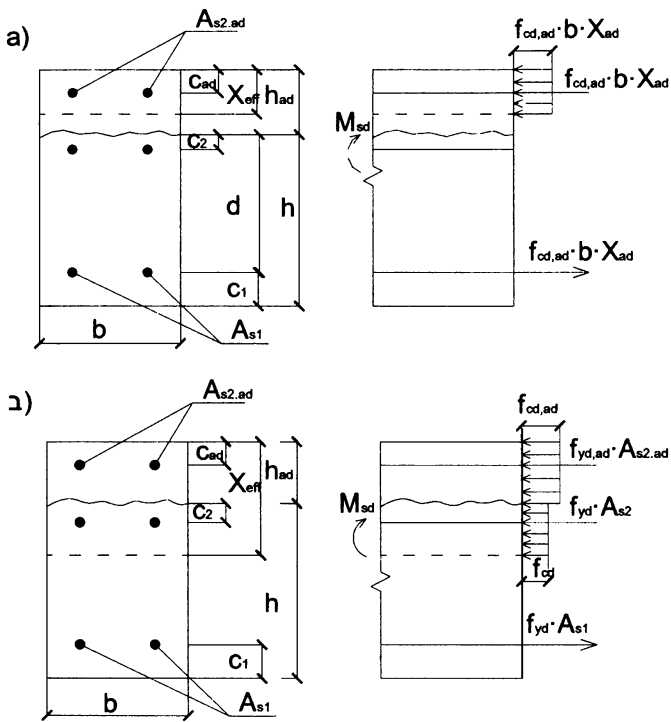 а)
As2.ad
Cad
Xeff
had
C2
d
h
C1
b
As1
fcd,ad·b·Xad
fcd,ad·b·Xad
Msd
fcd,ad·b·Xad
ב)
As2.ad
Cad
Xeff
had
C2
h
C1
b
As1
fcd,ad
fyd,ad·As2.ad
Msd
fyd·As2
fcd
fyd·As1